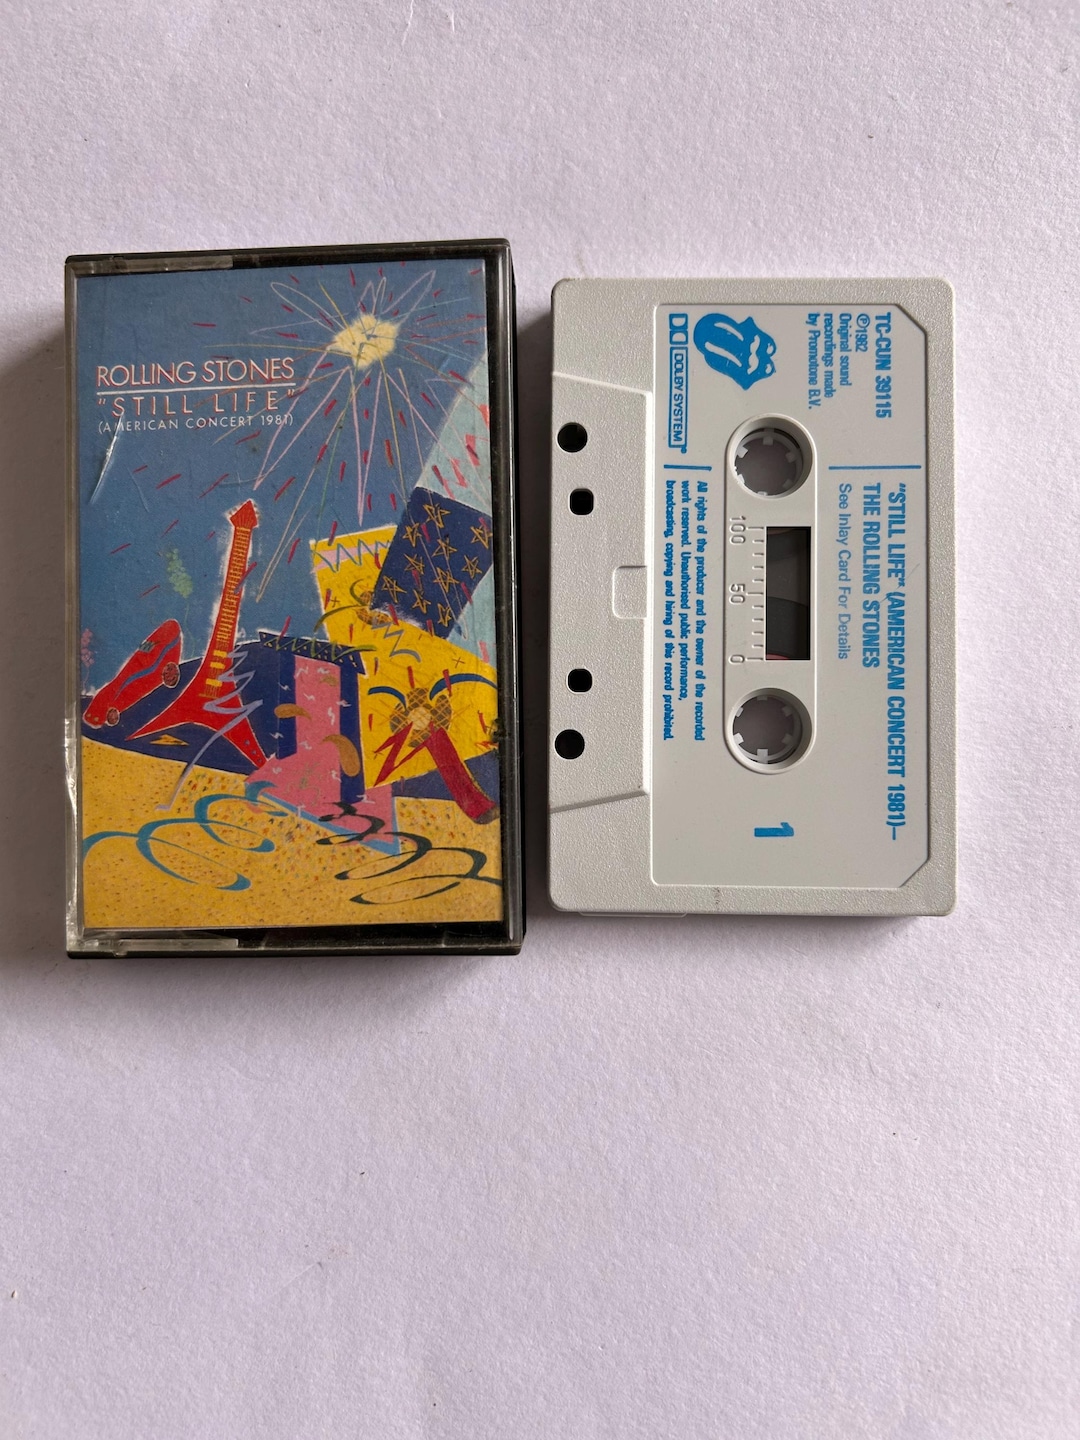 ROLLING STONES
"STILL LIFE"
(AMERICAN CONCERT 1981)
TC-CUN 39115
Ⓟ1982
Original sound
recordings made
by Promotone B.V.
DOLBY SYSTEM®
"STILL LIFE" (AMERICAN CONCERT 1981)–
THE ROLLING STONES
See Inlay Card For Details
100 50 0
All rights of the producer and the owner of the recorded
work reserved. Unauthorised public performance,
broadcasting, copying and hiring of this record prohibited.
1